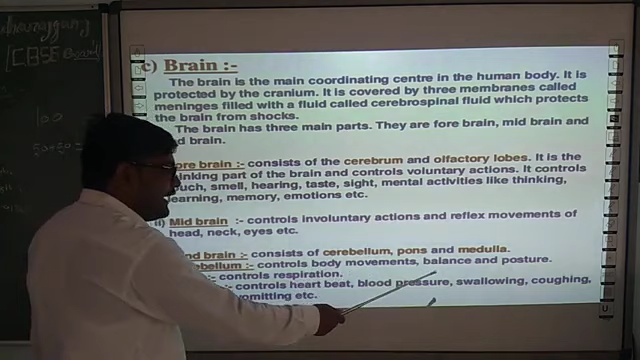 [CBSE Board]
100
c) Brain :-
The brain is the main coordinating centre in the human body. It is
protected by the cranium. It is covered by three membranes called
meninges filled with a fluid called cerebrospinal fluid which protects
the brain from shocks.
The brain has three main parts. They are fore brain, mid brain and
d brain.
ore brain :- consists of the cerebrum and olfactory lobes. It is the
inking part of the brain and controls voluntary actions. It controls
uch, smell, hearing, taste, sight, mental activities like thinking,
earning, memory, emotions etc.
ii) Mid brain :- controls involuntary actions and reflex movements of
head, neck, eyes etc.
nd brain :- consists of cerebellum, pons and medulla.
ebellum :- controls body movements, balance and posture.
:- controls respiration.
:- controls heart beat, blood pressure, swallowing, coughing,
vomitting etc.
U